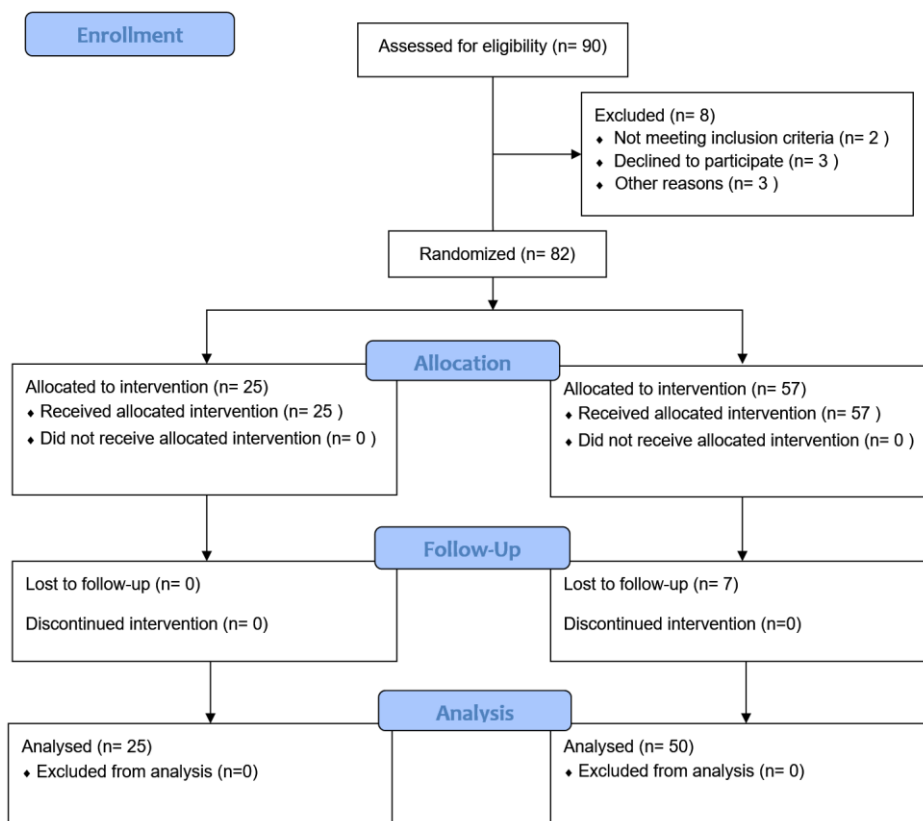 Enrollment
Assessed for eligibility (n= 90)
Excluded (n= 8)
♦ Not meeting inclusion criteria (n= 2 )
♦ Declined to participate (n= 3 )
♦ Other reasons (n= 3 )
Randomized (n= 82)
Allocation
Allocated to intervention (n= 25)
♦ Received allocated intervention (n= 25 )
♦ Did not receive allocated intervention (n= 0 )
Allocated to intervention (n= 57)
♦ Received allocated intervention (n= 57 )
♦ Did not receive allocated intervention (n= 0 )
Follow-Up
Lost to follow-up (n= 0)
Discontinued intervention (n= 0)
Lost to follow-up (n= 7)
Discontinued intervention (n=0)
Analysis
Analysed (n= 25)
♦ Excluded from analysis (n=0)
Analysed (n= 50)
♦ Excluded from analysis (n= 0)